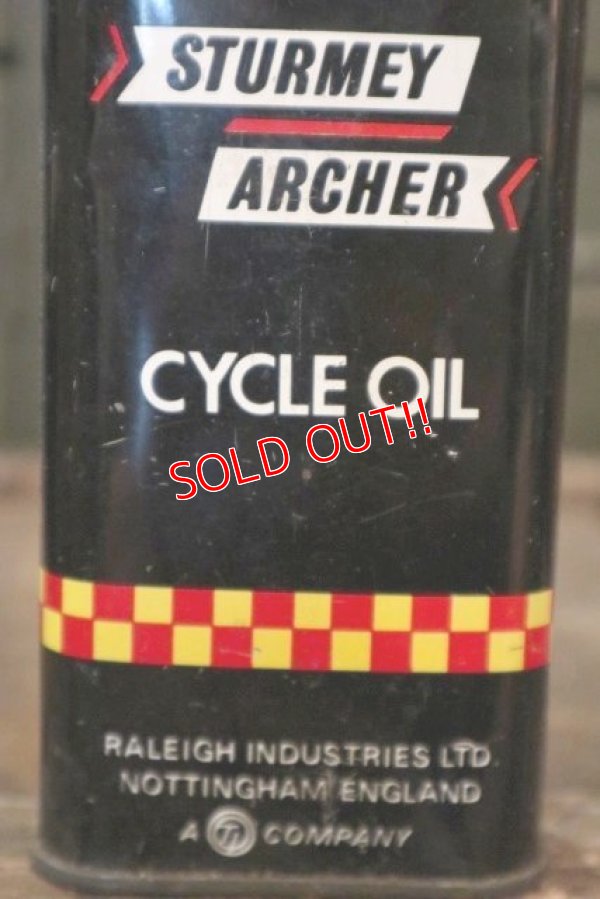 STURMEY
ARCHER
CYCLE OIL
SOLD OUT!!
RALEIGH INDUSTRIES LTD.
NOTTINGHAM ENGLAND
A TI COMPANY